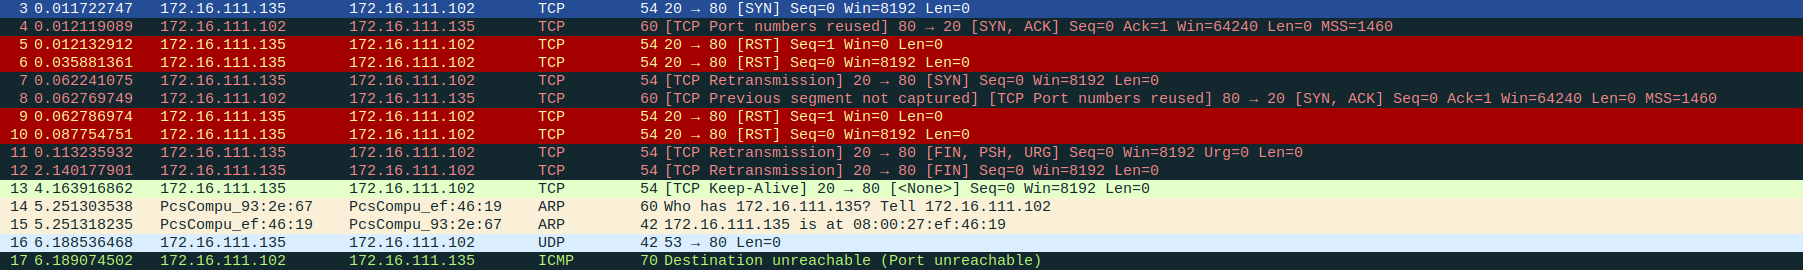 3 0.011722747 172.16.111.135 172.16.111.102 TCP 54 20 → 80 [SYN] Seq=0 Win=8192 Len=0
4 0.012119089 172.16.111.102 172.16.111.135 TCP 60 [TCP Port numbers reused] 80 → 20 [SYN, ACK] Seq=0 Ack=1 Win=64240 Len=0 MSS=1460
5 0.012132912 172.16.111.135 172.16.111.102 TCP 54 20 → 80 [RST] Seq=1 Win=0 Len=0
6 0.035881361 172.16.111.135 172.16.111.102 TCP 54 20 → 80 [RST] Seq=0 Win=8192 Len=0
7 0.062241075 172.16.111.135 172.16.111.102 TCP 54 [TCP Retransmission] 20 → 80 [SYN] Seq=0 Win=8192 Len=0
8 0.062769749 172.16.111.102 172.16.111.135 TCP 60 [TCP Previous segment not captured] [TCP Port numbers reused] 80 → 20 [SYN, ACK] Seq=0 Ack=1 Win=64240 Len=0 MSS=1460
9 0.062786974 172.16.111.135 172.16.111.102 TCP 54 20 → 80 [RST] Seq=1 Win=0 Len=0
10 0.087754751 172.16.111.135 172.16.111.102 TCP 54 20 → 80 [RST] Seq=0 Win=8192 Len=0
11 0.113235932 172.16.111.135 172.16.111.102 TCP 54 [TCP Retransmission] 20 → 80 [FIN, PSH, URG] Seq=0 Win=8192 Urg=0 Len=0
12 2.140177901 172.16.111.135 172.16.111.102 TCP 54 [TCP Retransmission] 20 → 80 [FIN] Seq=0 Win=8192 Len=0
13 4.163916862 172.16.111.135 172.16.111.102 TCP 54 [TCP Keep-Alive] 20 → 80 [<None>] Seq=0 Win=8192 Len=0
14 5.251303538 PcsCompu_93:2e:67 PcsCompu_ef:46:19 ARP 60 Who has 172.16.111.135? Tell 172.16.111.102
15 5.251318235 PcsCompu_ef:46:19 PcsCompu_93:2e:67 ARP 42 172.16.111.135 is at 08:00:27:ef:46:19
16 6.188536468 172.16.111.135 172.16.111.102 UDP 42 53 → 80 Len=0
17 6.189074502 172.16.111.102 172.16.111.135 ICMP 70 Destination unreachable (Port unreachable)